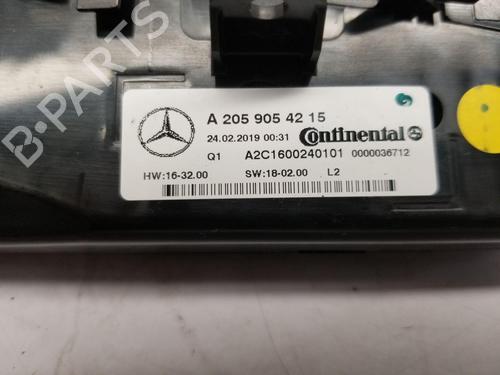 B-PARTS
A 205 905 42 15
24.02.2019 00:31 Continental
Q1 A2C1600240101 0000036712
HW:16-32.00 SW:18-02.00 L2